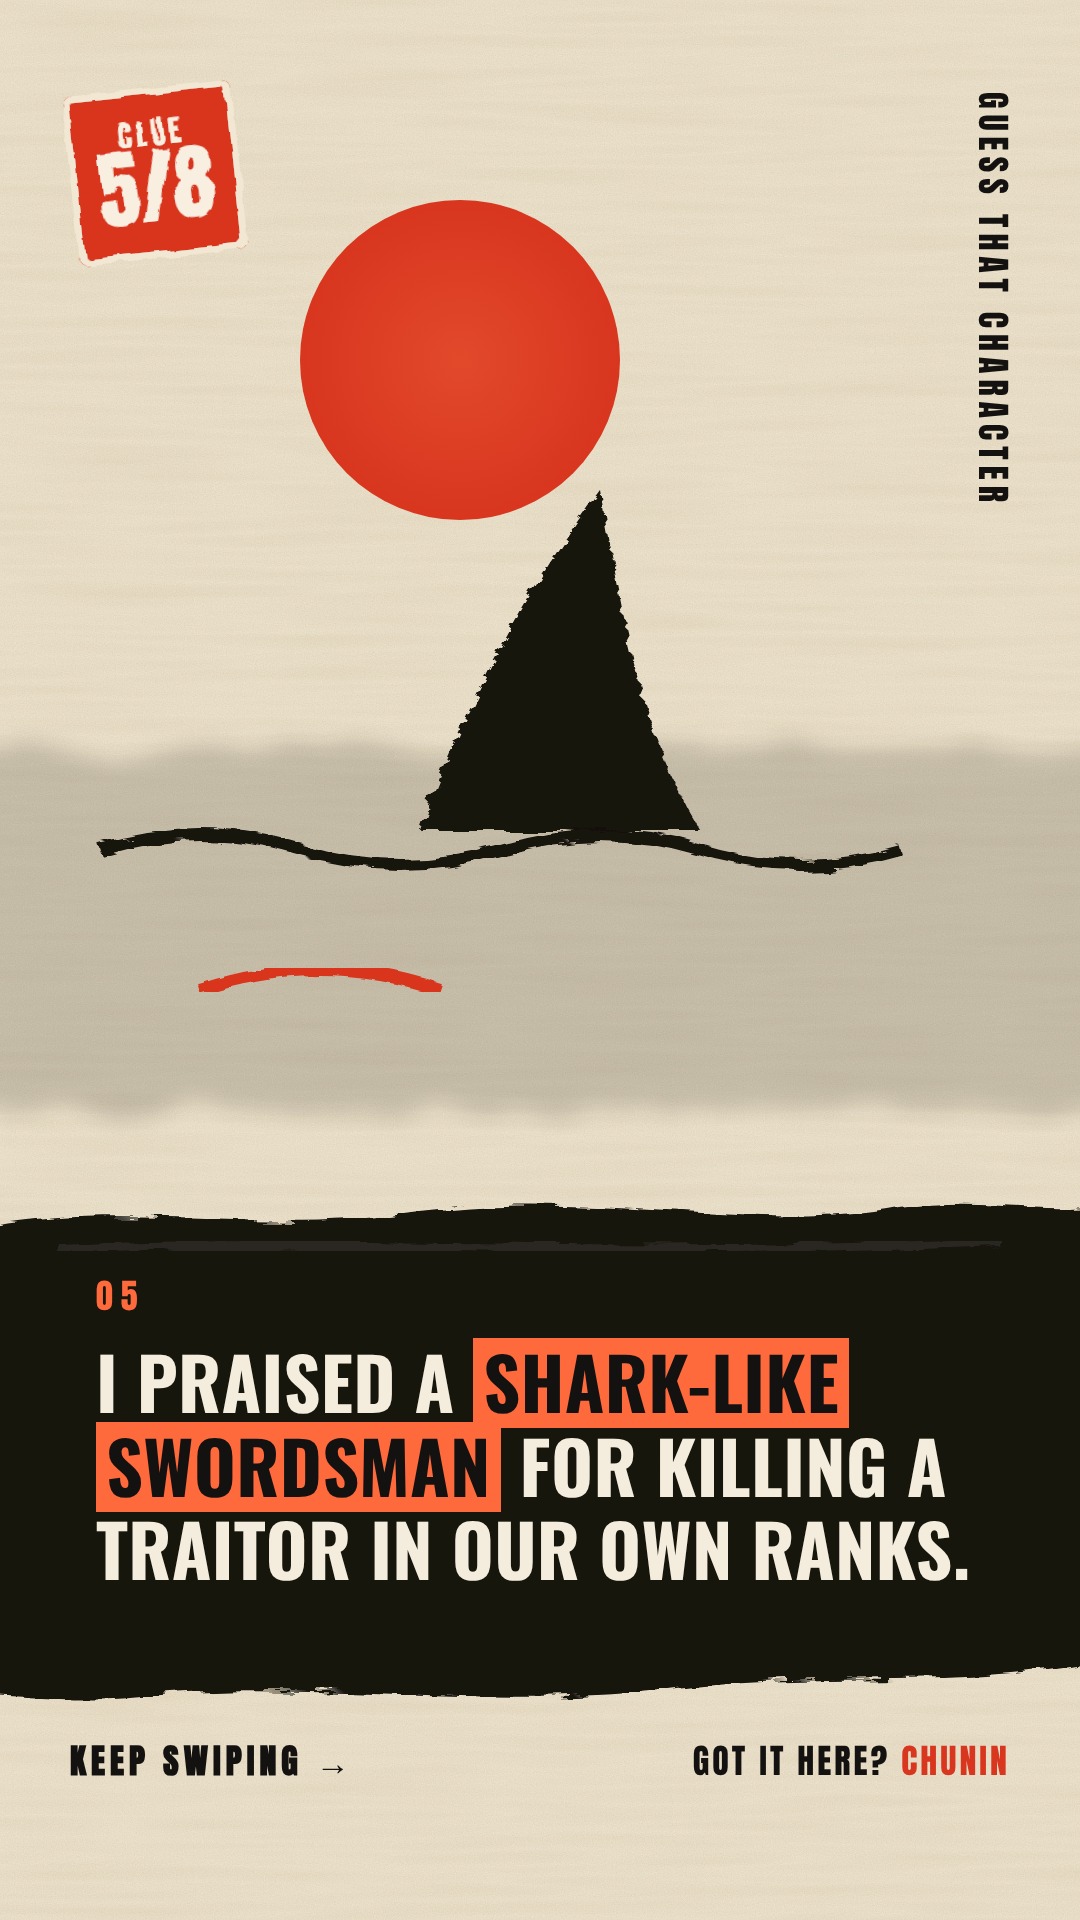 CLUE
5/8
GUESS THAT CHARACTER
05
I PRAISED A SHARK-LIKE
SWORDSMAN FOR KILLING A
TRAITOR IN OUR OWN RANKS.
KEEP SWIPING →
GOT IT HERE? CHUNIN